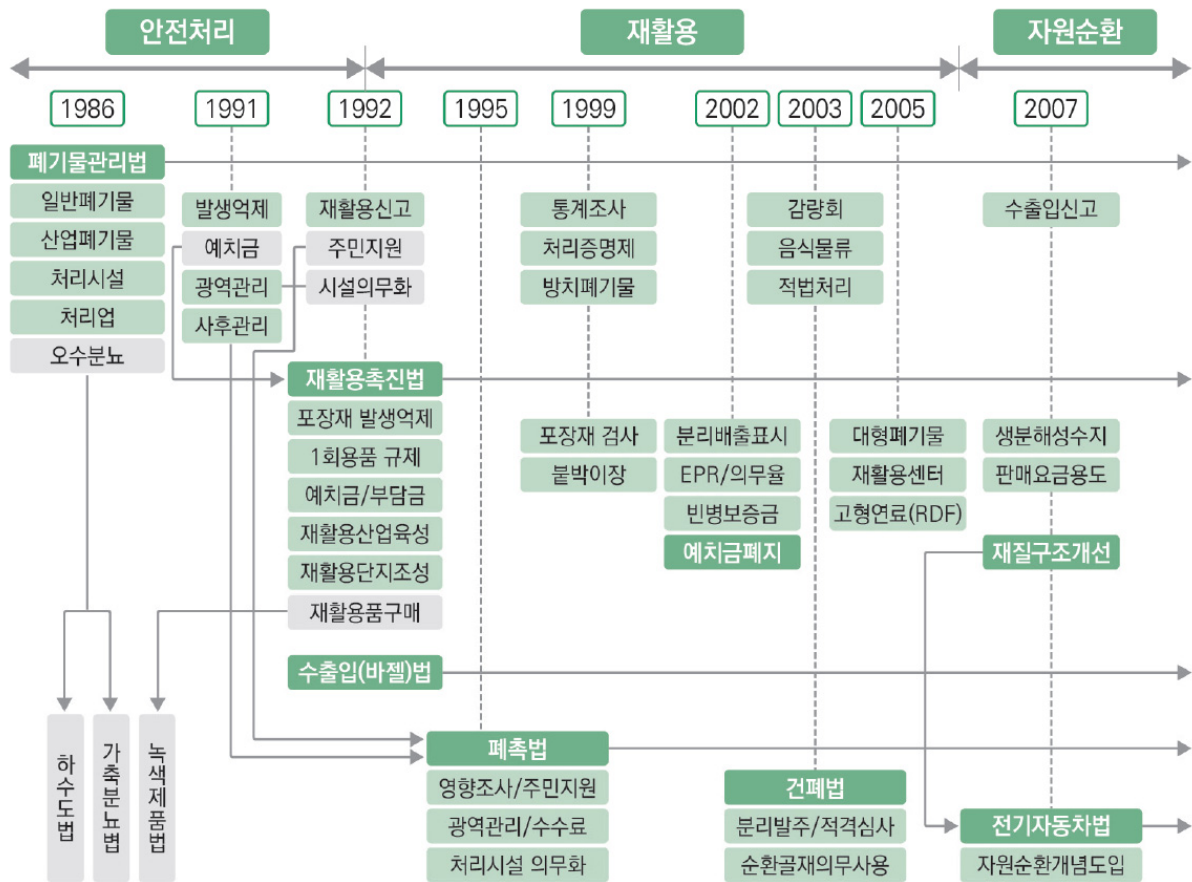 안전처리
재활용
자원순환
1986
1991
1992
1995
1999
2002
2003
2005
2007
폐기물관리법
일반폐기물
산업폐기물
처리시설
처리업
오수분뇨
발생억제
예치금
광역관리
사후관리
재활용신고
주민지원
시설의무화
통계조사
처리증명제
방치폐기물
감량회
음식물류
적법처리
수출입신고
재활용촉진법
포장재 발생억제
1회용품 규제
예치금/부담금
재활용산업육성
재활용단지조성
재활용품구매
포장재 검사
붙박이장
분리배출표시
EPR/의무율
빈병보증금
예치금폐지
대형폐기물
재활용센터
고형연료(RDF)
생분해성수지
판매요금용도
재질구조개선
수출입(바젤)법
하수도법
가축분뇨법
녹색제품법
폐촉법
영향조사/주민지원
광역관리/수수료
처리시설 의무화
건폐법
분리발주/적격심사
순환골재의무사용
전기자동차법
자원순환개념도입